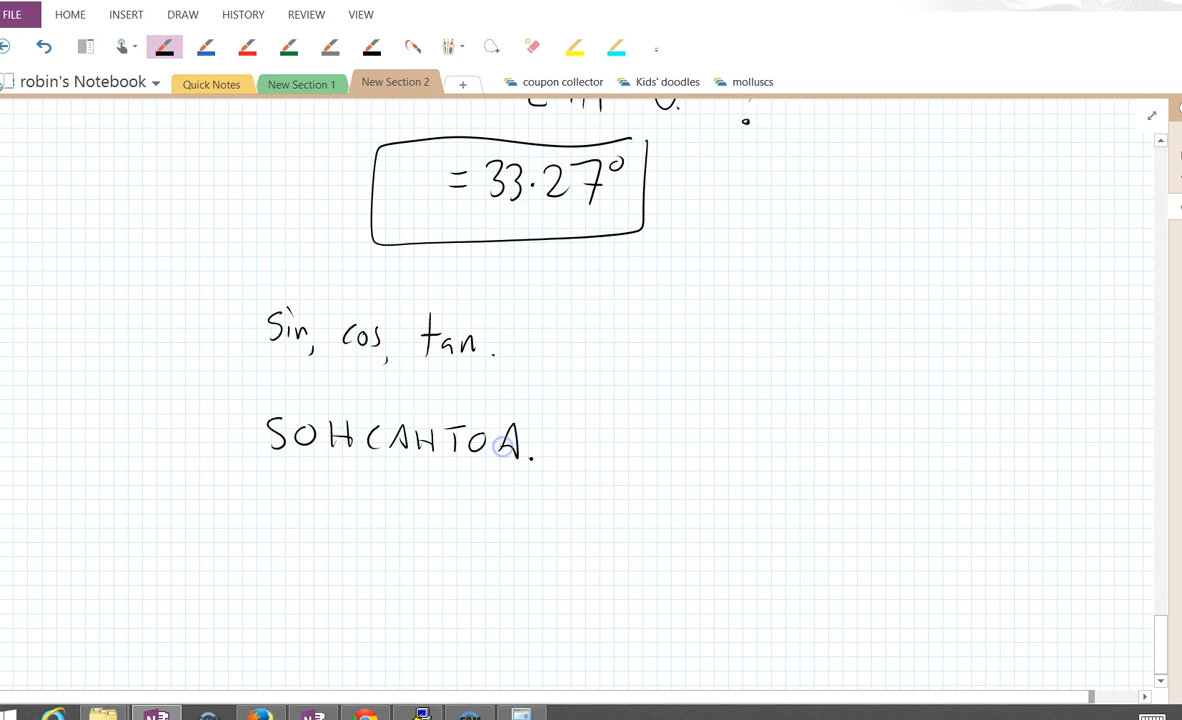 FILE HOME INSERT DRAW HISTORY REVIEW VIEW
robin's Notebook Quick Notes New Section 1 New Section 2 + coupon collector Kids' doodles molluscs
= 33.27°
Sin, cos, tan.
SOHCAHTOA.